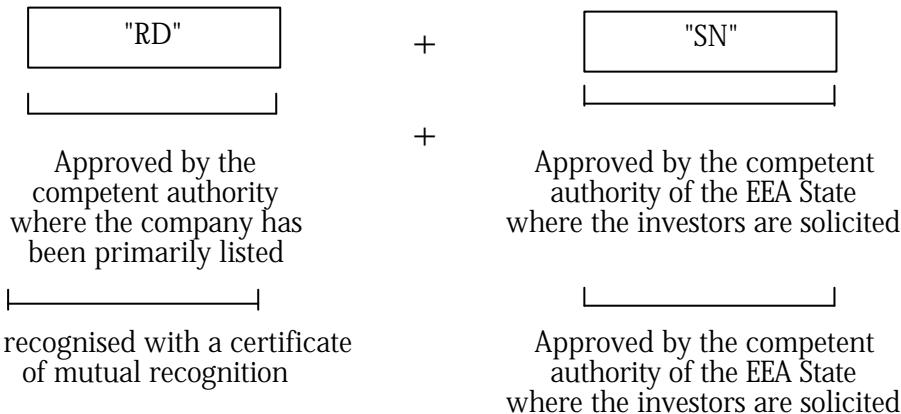 "RD"
+
"SN"
+
Approved by the
competent authority
where the company has
been primarily listed
Approved by the competent
authority of the EEA State
where the investors are solicited
recognised with a certificate
of mutual recognition
Approved by the competent
authority of the EEA State
where the investors are solicited